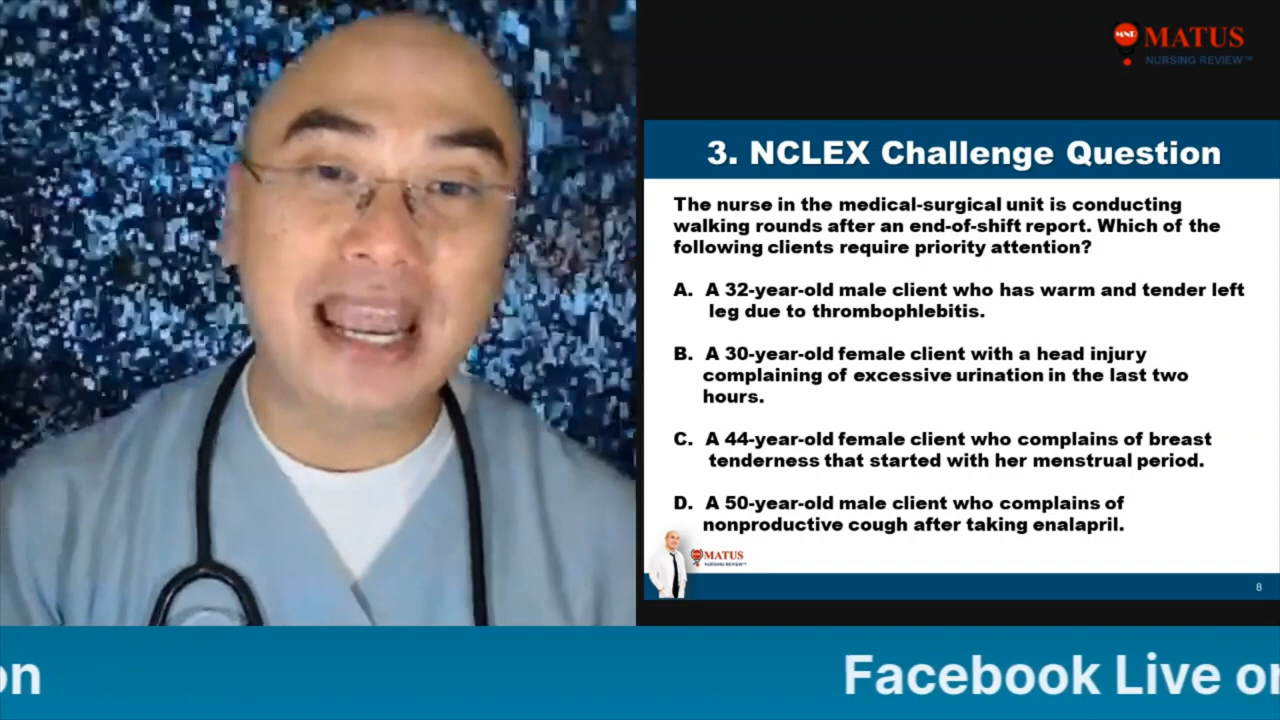 MNR MATUS
NURSING REVIEW™
3. NCLEX Challenge Question
The nurse in the medical-surgical unit is conducting
walking rounds after an end-of-shift report. Which of the
following clients require priority attention?
A. A 32-year-old male client who has warm and tender left
leg due to thrombophlebitis.
B. A 30-year-old female client with a head injury
complaining of excessive urination in the last two
hours.
C. A 44-year-old female client who complains of breast
tenderness that started with her menstrual period.
D. A 50-year-old male client who complains of
nonproductive cough after taking enalapril.
MATUS
NURSING REVIEW™
8
on
Facebook Live or